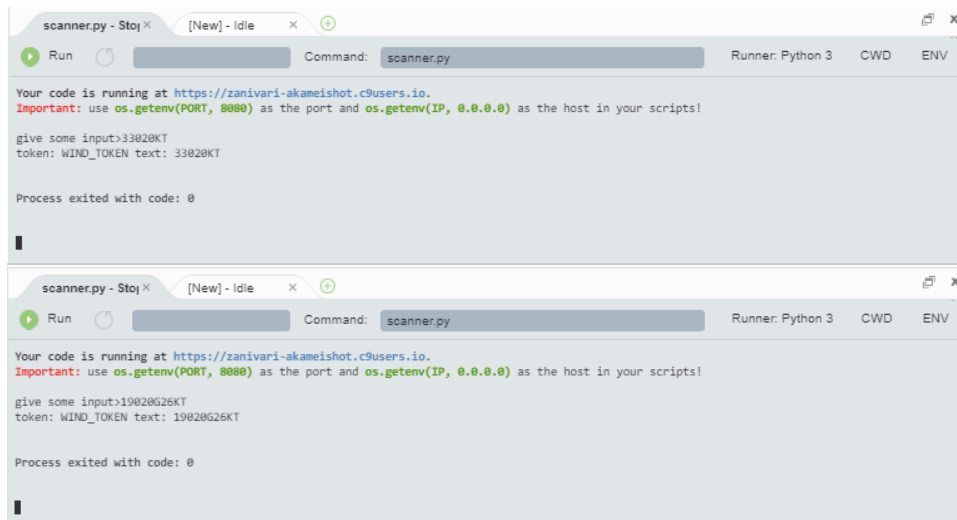 scanner.py - Stop × [New] - Idle ×
Run Command: scanner.py Runner: Python 3 CWD ENV
Your code is running at https://zanivari-akameishot.c9users.io.
Important: use os.getenv(PORT, 8080) as the port and os.getenv(IP, 0.0.0.0) as the host in your scripts!
give some input>33020KT
token: WIND_TOKEN text: 33020KT
Process exited with code: 0
scanner.py - Stop × [New] - Idle ×
Run Command: scanner.py Runner: Python 3 CWD ENV
Your code is running at https://zanivari-akameishot.c9users.io.
Important: use os.getenv(PORT, 8080) as the port and os.getenv(IP, 0.0.0.0) as the host in your scripts!
give some input>19020G26KT
token: WIND_TOKEN text: 19020G26KT
Process exited with code: 0